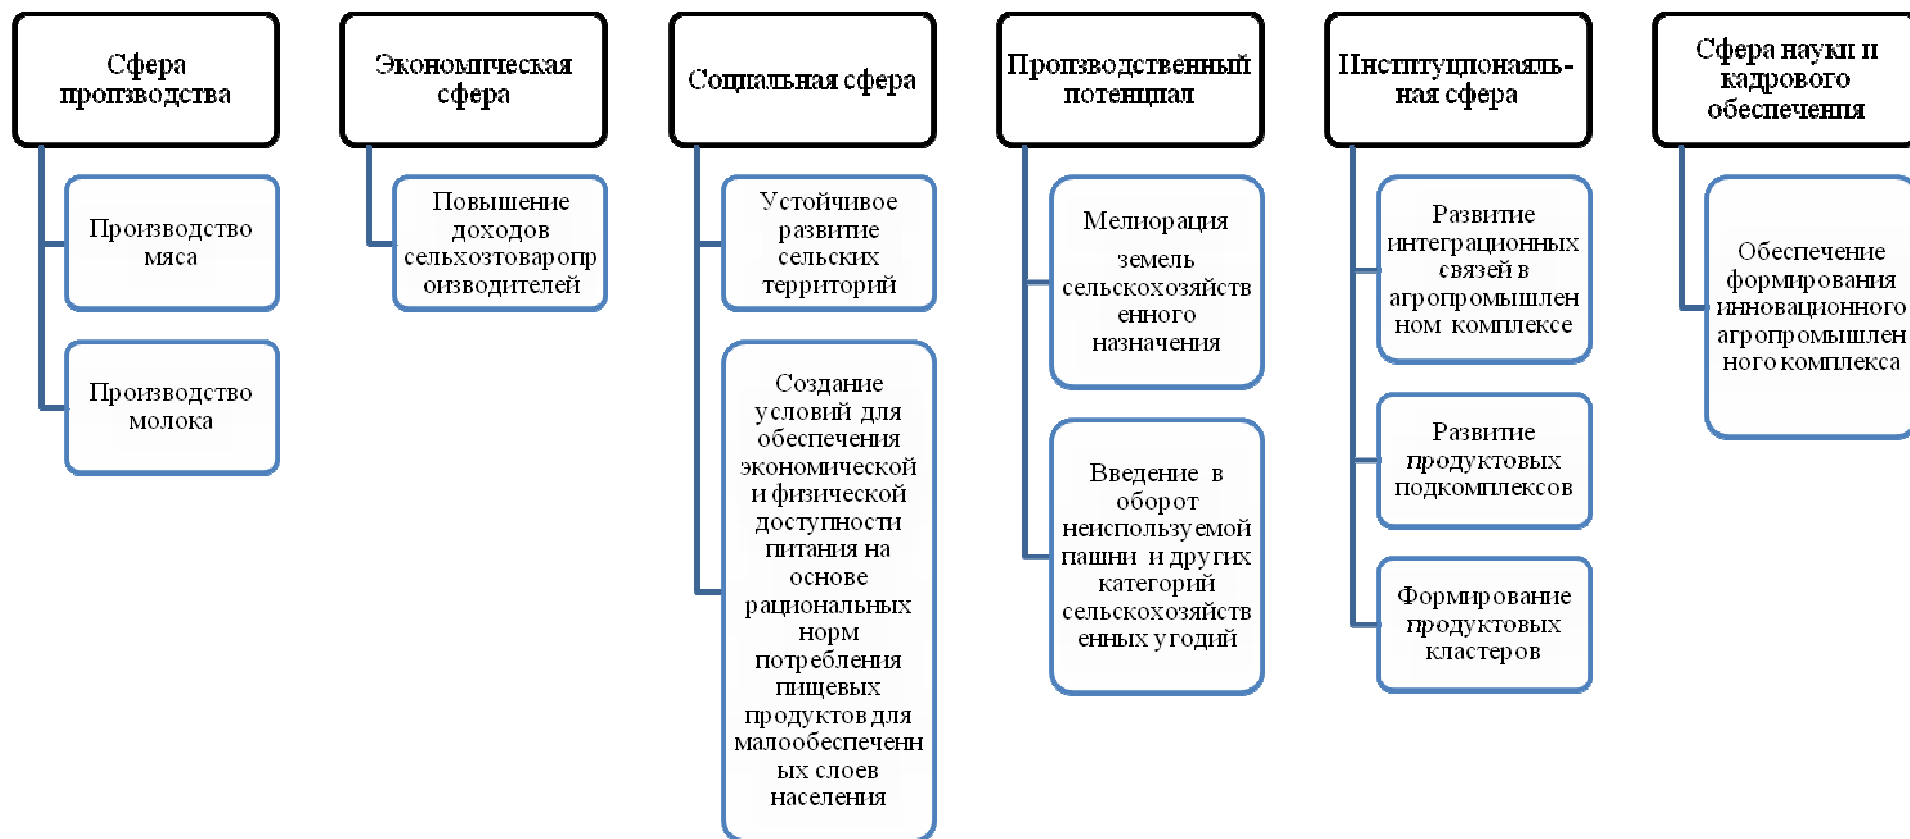 Сфера
производства
Производство
мяса
Производство
молока
Экономическая
сфера
Повышение
доходов
сельхозтоваропр
оизводителей
Социальная сфера
Устойчивое
развитие
сельских
территорий
Создание
условий для
обеспечения
экономической
и физической
доступности
питания на
основе
рациональных
норм
потребления
пищевых
продуктов для
малообеспеченн
ых слоев
населения
Производственный
потенциал
Мелиорация
земель
сельскохозяйств
енного
назначения
Введение в
оборот
неиспользуемой
пашни и других
категорий
сельскохозяйств
енных угодий
Институционаяль-
ная сфера
Развитие
интеграционных
связей в
агропромышлен
ном комплексе
Развитие
продуктовых
подкомплексов
Формирование
продуктовых
кластеров
Сфера науки и
кадрового
обеспечения
Обеспечение
формирования
инновационного
агропромышлен
ного комплекса